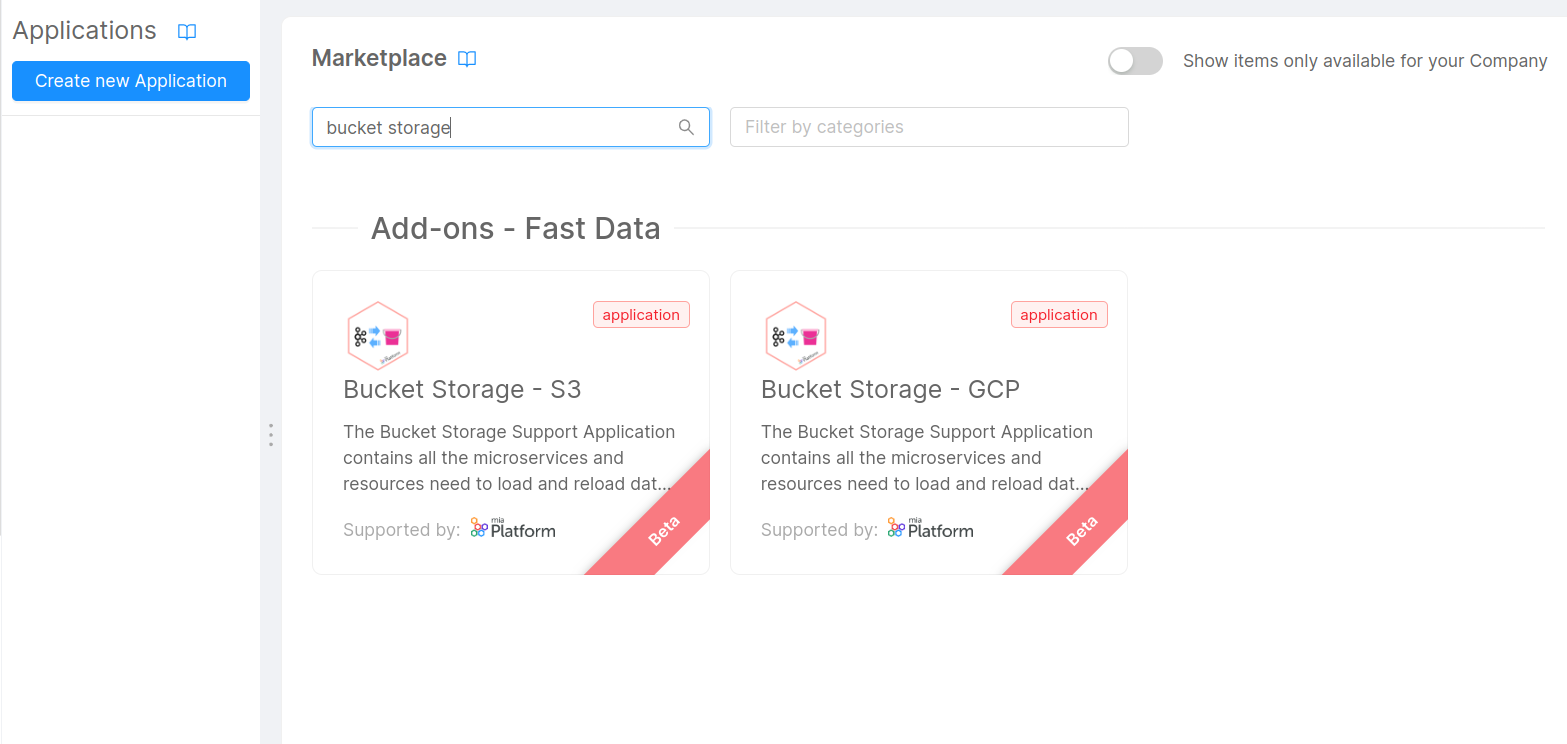 Applications
Create new Application
Marketplace
Show items only available for your Company
bucket storage
Filter by categories
Add-ons - Fast Data
application
Bucket Storage - S3
The Bucket Storage Support Application
contains all the microservices and
resources need to load and reload dat...
Supported by: mia Platform
Beta
application
Bucket Storage - GCP
The Bucket Storage Support Application
contains all the microservices and
resources need to load and reload dat...
Supported by: mia Platform
Beta